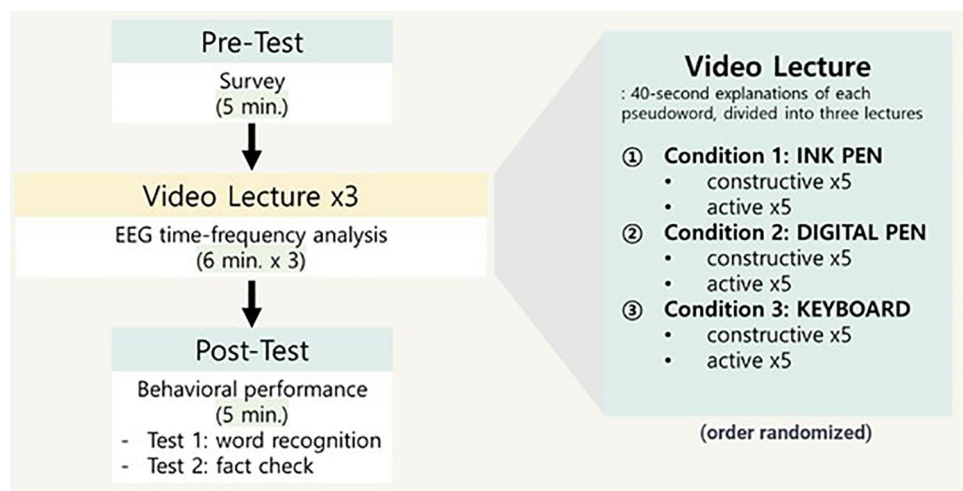 Pre-Test
Survey
(5 min.)
Video Lecture x3
EEG time-frequency analysis
(6 min. x 3)
Post-Test
Behavioral performance
(5 min.)
- Test 1: word recognition
- Test 2: fact check
Video Lecture
: 40-second explanations of each
pseudoword, divided into three lectures
① Condition 1: INK PEN
• constructive x5
• active x5
② Condition 2: DIGITAL PEN
• constructive x5
• active x5
③ Condition 3: KEYBOARD
• constructive x5
• active x5
(order randomized)